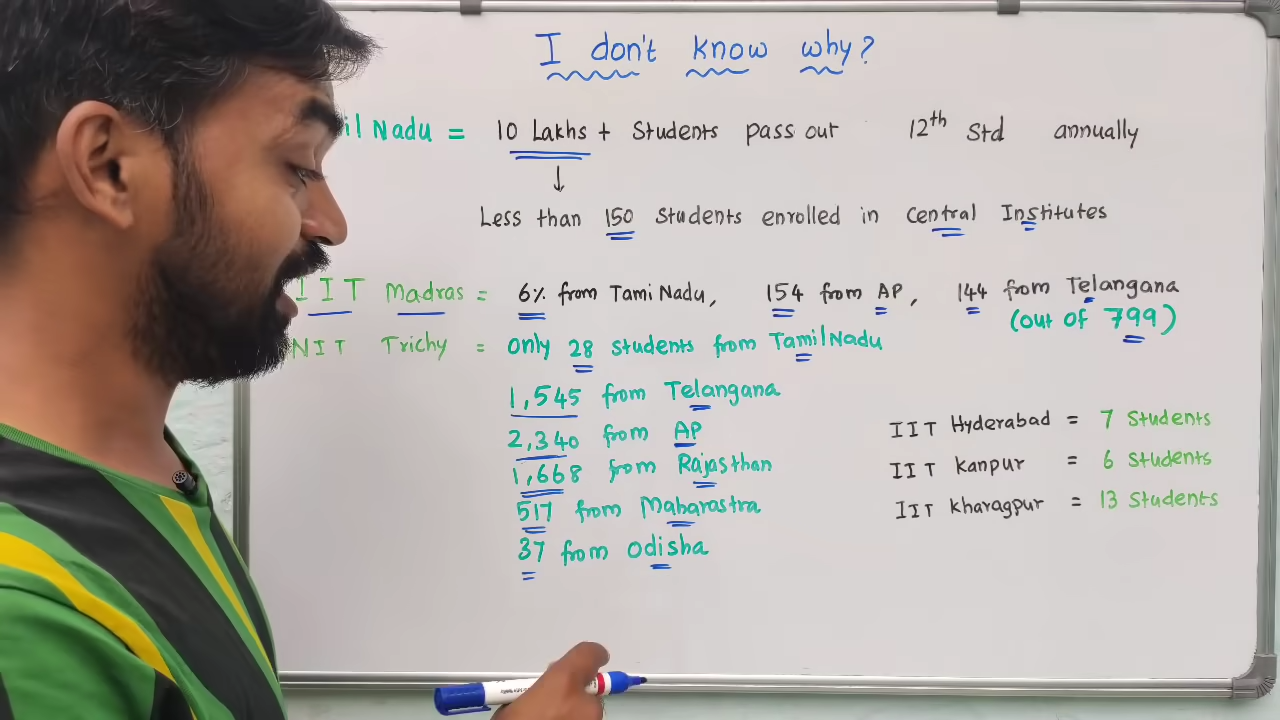 I don't know why?
il Nadu = 10 Lakhs + Students pass out 12th Std annually
↓
Less than 150 Students enrolled in Central Institutes
IIT Madras = 6% from Tami Nadu, 154 from AP, 144 from Telangana
(out of 799)
NIT Trichy = only 28 students from TamilNadu
1,545 from Telangana
2,340 from AP
1,668 from Rajasthan
517 from Maharastra
37 from Odisha
IIT Hyderabad = 7 Students
IIT Kanpur = 6 Students
IIT Kharagpur = 13 Students